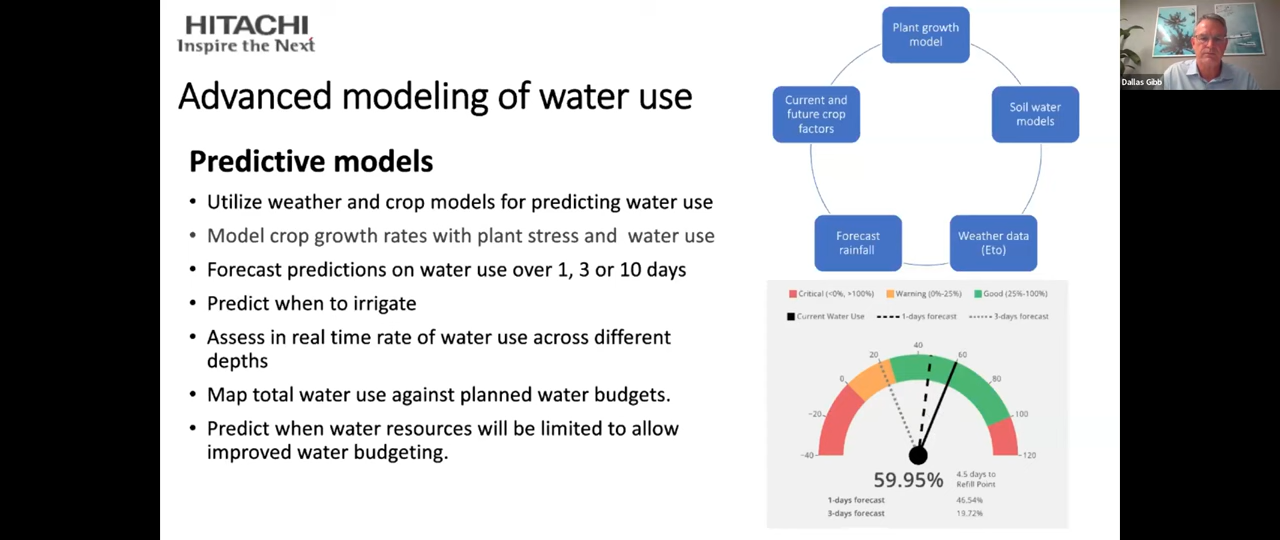 HITACHI
Inspire the Next
Advanced modeling of water use
Predictive models
• Utilize weather and crop models for predicting water use
• Model crop growth rates with plant stress and water use
• Forecast predictions on water use over 1, 3 or 10 days
• Predict when to irrigate
• Assess in real time rate of water use across different
depths
• Map total water use against planned water budgets.
• Predict when water resources will be limited to allow
improved water budgeting.
Plant growth
model
Current and
future crop
factors
Soil water
models
Forecast
rainfall
Weather data
(Eto)
Critical (<0%, >100%) Warning (0%-25%) Good (25%-100%)
Current Water Use 1-days forecast 3-days forecast
-40
-20
0
20
40
60
80
100
120
59.95%
4.5 days to
Refill Point
1-days forecast 46.54%
3-days forecast 19.72%
Dallas Gibb